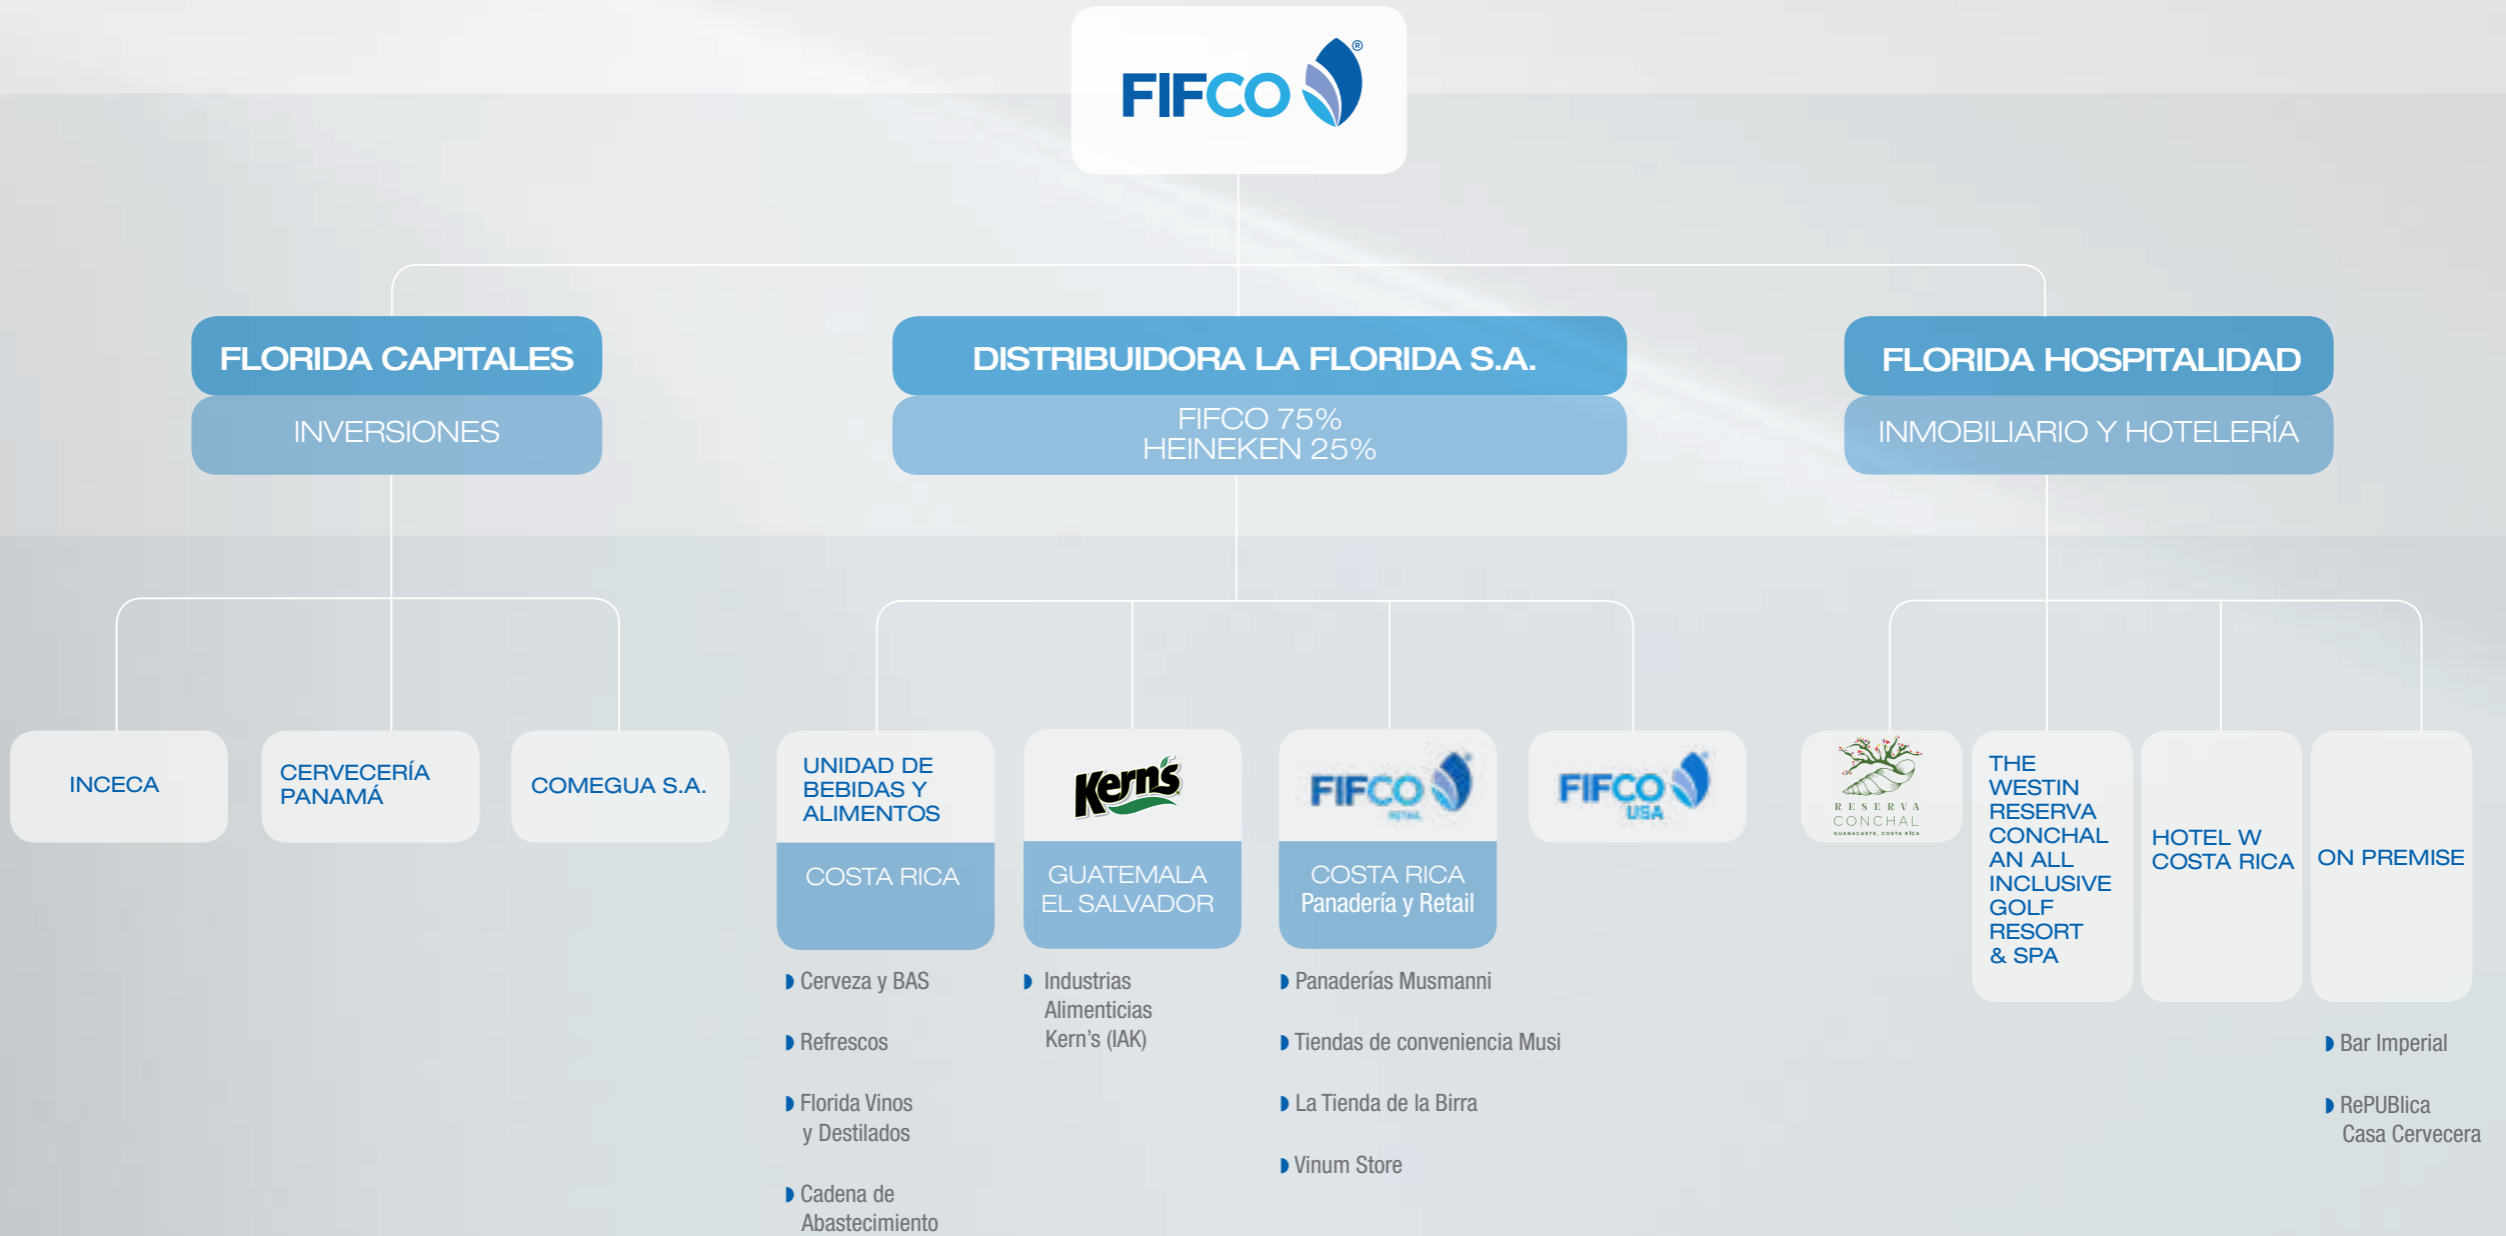 FIFCO ®
FLORIDA CAPITALES
INVERSIONES
DISTRIBUIDORA LA FLORIDA S.A.
FIFCO 75%
HEINEKEN 25%
FLORIDA HOSPITALIDAD
INMOBILIARIO Y HOTELERÍA
INCECA
CERVECERÍA
PANAMÁ
COMEGUA S.A.
UNIDAD DE
BEBIDAS Y
ALIMENTOS
COSTA RICA
Cerveza y BAS
Refrescos
Florida Vinos
y Destilados
Cadena de
Abastecimiento
Kern's
GUATEMALA
EL SALVADOR
Industrias
Alimenticias
Kern's (IAK)
FIFCO
RETAIL
COSTA RICA
Panadería y Retail
Panaderías Musmanni
Tiendas de conveniencia Musi
La Tienda de la Birra
Vinum Store
FIFCO
USA
RESERVA
CONCHAL
GUANACASTE, COSTA RICA
THE
WESTIN
RESERVA
CONCHAL
AN ALL
INCLUSIVE
GOLF
RESORT
& SPA
HOTEL W
COSTA RICA
ON PREMISE
Bar Imperial
RePUBlica
Casa Cervecera